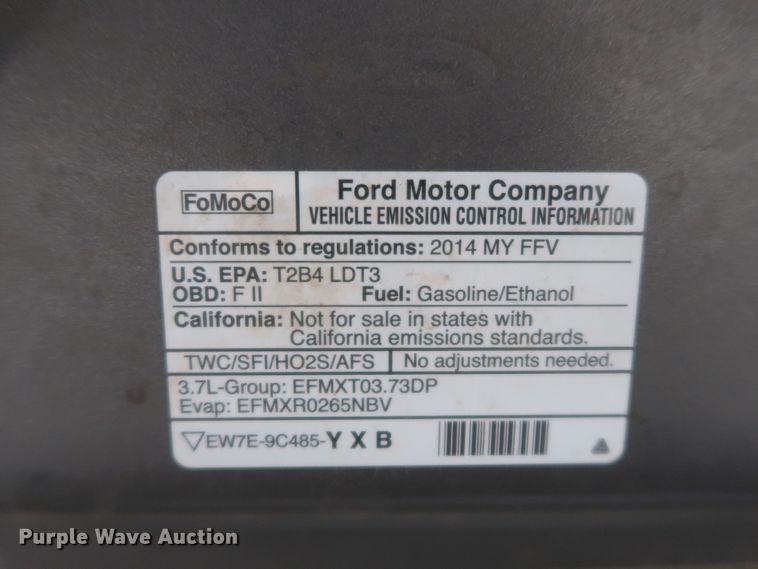 FoMoCo
Ford Motor Company
VEHICLE EMISSION CONTROL INFORMATION
Conforms to regulations: 2014 MY FFV
U.S. EPA: T2B4 LDT3
OBD: F II Fuel: Gasoline/Ethanol
California: Not for sale in states with
California emissions standards.
TWC/SFI/HO2S/AFS No adjustments needed.
3.7L-Group: EFMXT03.73DP
Evap: EFMXR0265NBV
EW7E-9C485-Y X B
Purple Wave Auction